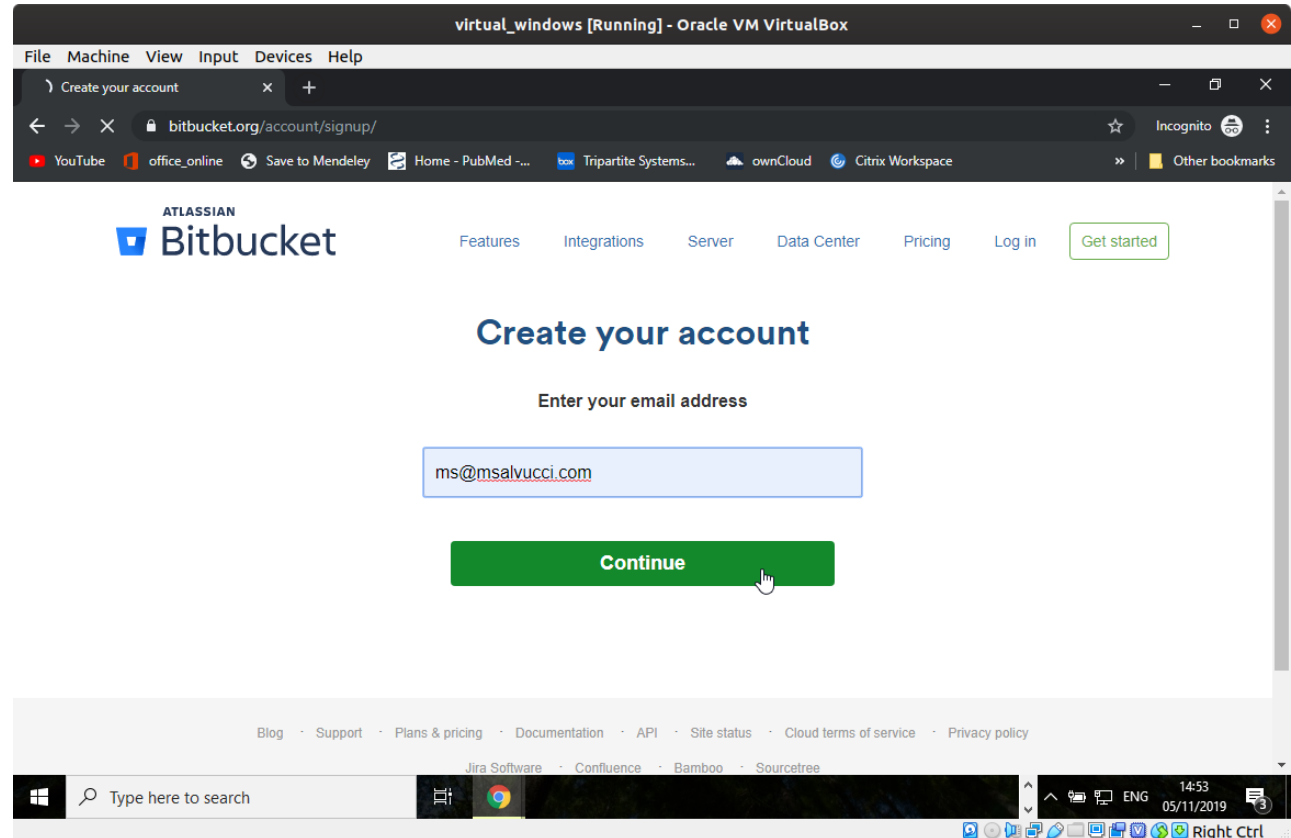 virtual_windows [Running] - Oracle VM VirtualBox
File Machine View Input Devices Help
Create your account
bitbucket.org/account/signup/
Incognito
YouTube office_online Save to Mendeley Home - PubMed -... box Tripartite Systems... ownCloud Citrix Workspace » Other bookmarks
ATLASSIAN
Bitbucket
Features Integrations Server Data Center Pricing Log in Get started
Create your account
Enter your email address
ms@msalvucci.com
Continue
Blog · Support · Plans & pricing · Documentation · API · Site status · Cloud terms of service · Privacy policy
Jira Software · Confluence · Bamboo · Sourcetree
Type here to search
ENG
14:53
05/11/2019
3
Right Ctrl